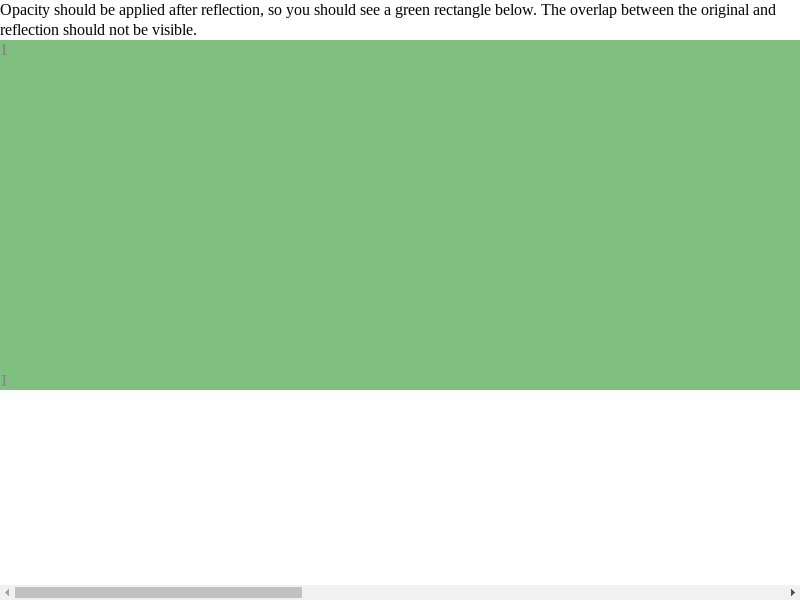 Opacity should be applied after reflection, so you should see a green rectangle below. The overlap between the original and
reflection should not be visible.
1